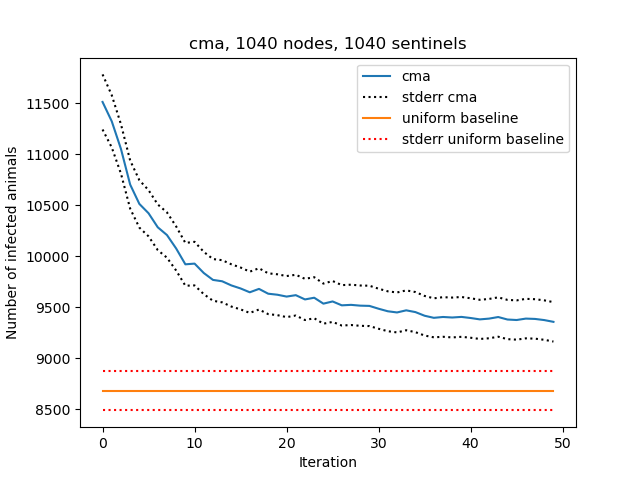 cma, 1040 nodes, 1040 sentinels
cma
stderr cma
uniform baseline
stderr uniform baseline
Number of infected animals
11500
11000
10500
10000
9500
9000
8500
0 10 20 30 40 50
Iteration